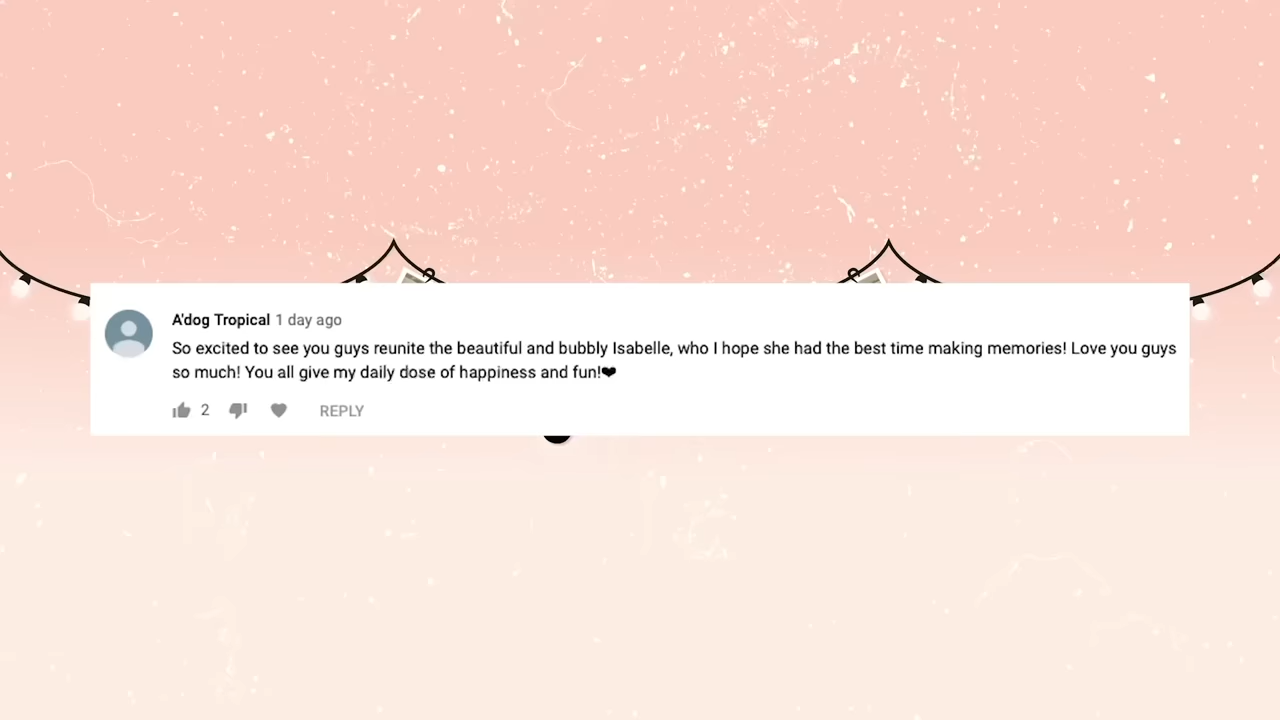 A'dog Tropical 1 day ago
So excited to see you guys reunite the beautiful and bubbly Isabelle, who I hope she had the best time making memories! Love you guys
so much! You all give my daily dose of happiness and fun!❤
2 REPLY